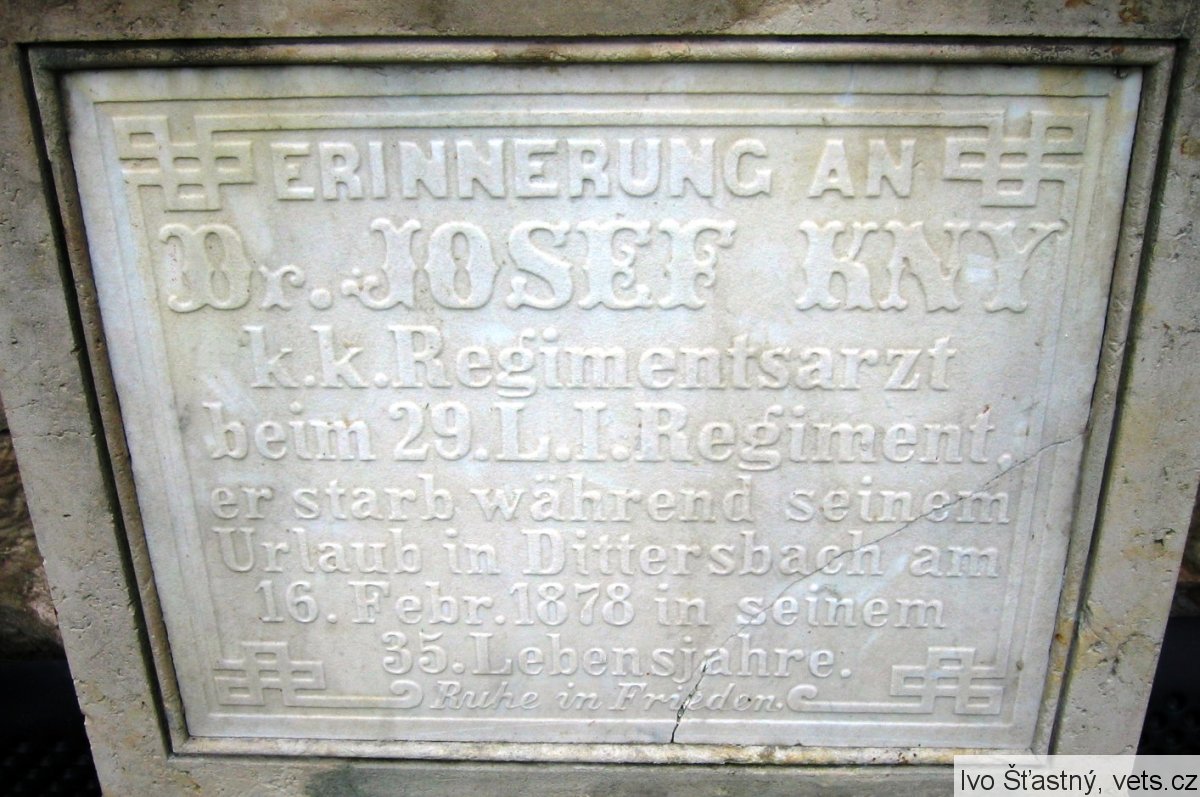 ERINNERUNG AN
Dr. JOSEF KNY
k.k. Regimentsarzt
beim 29. L.I. Regiment,
er starb während seinem
Urlaub in Dittersbach am
16. Febr. 1878 in seinem
35. Lebensjahre.
Ruhe in Frieden.
Ivo Šťastný, vets.cz